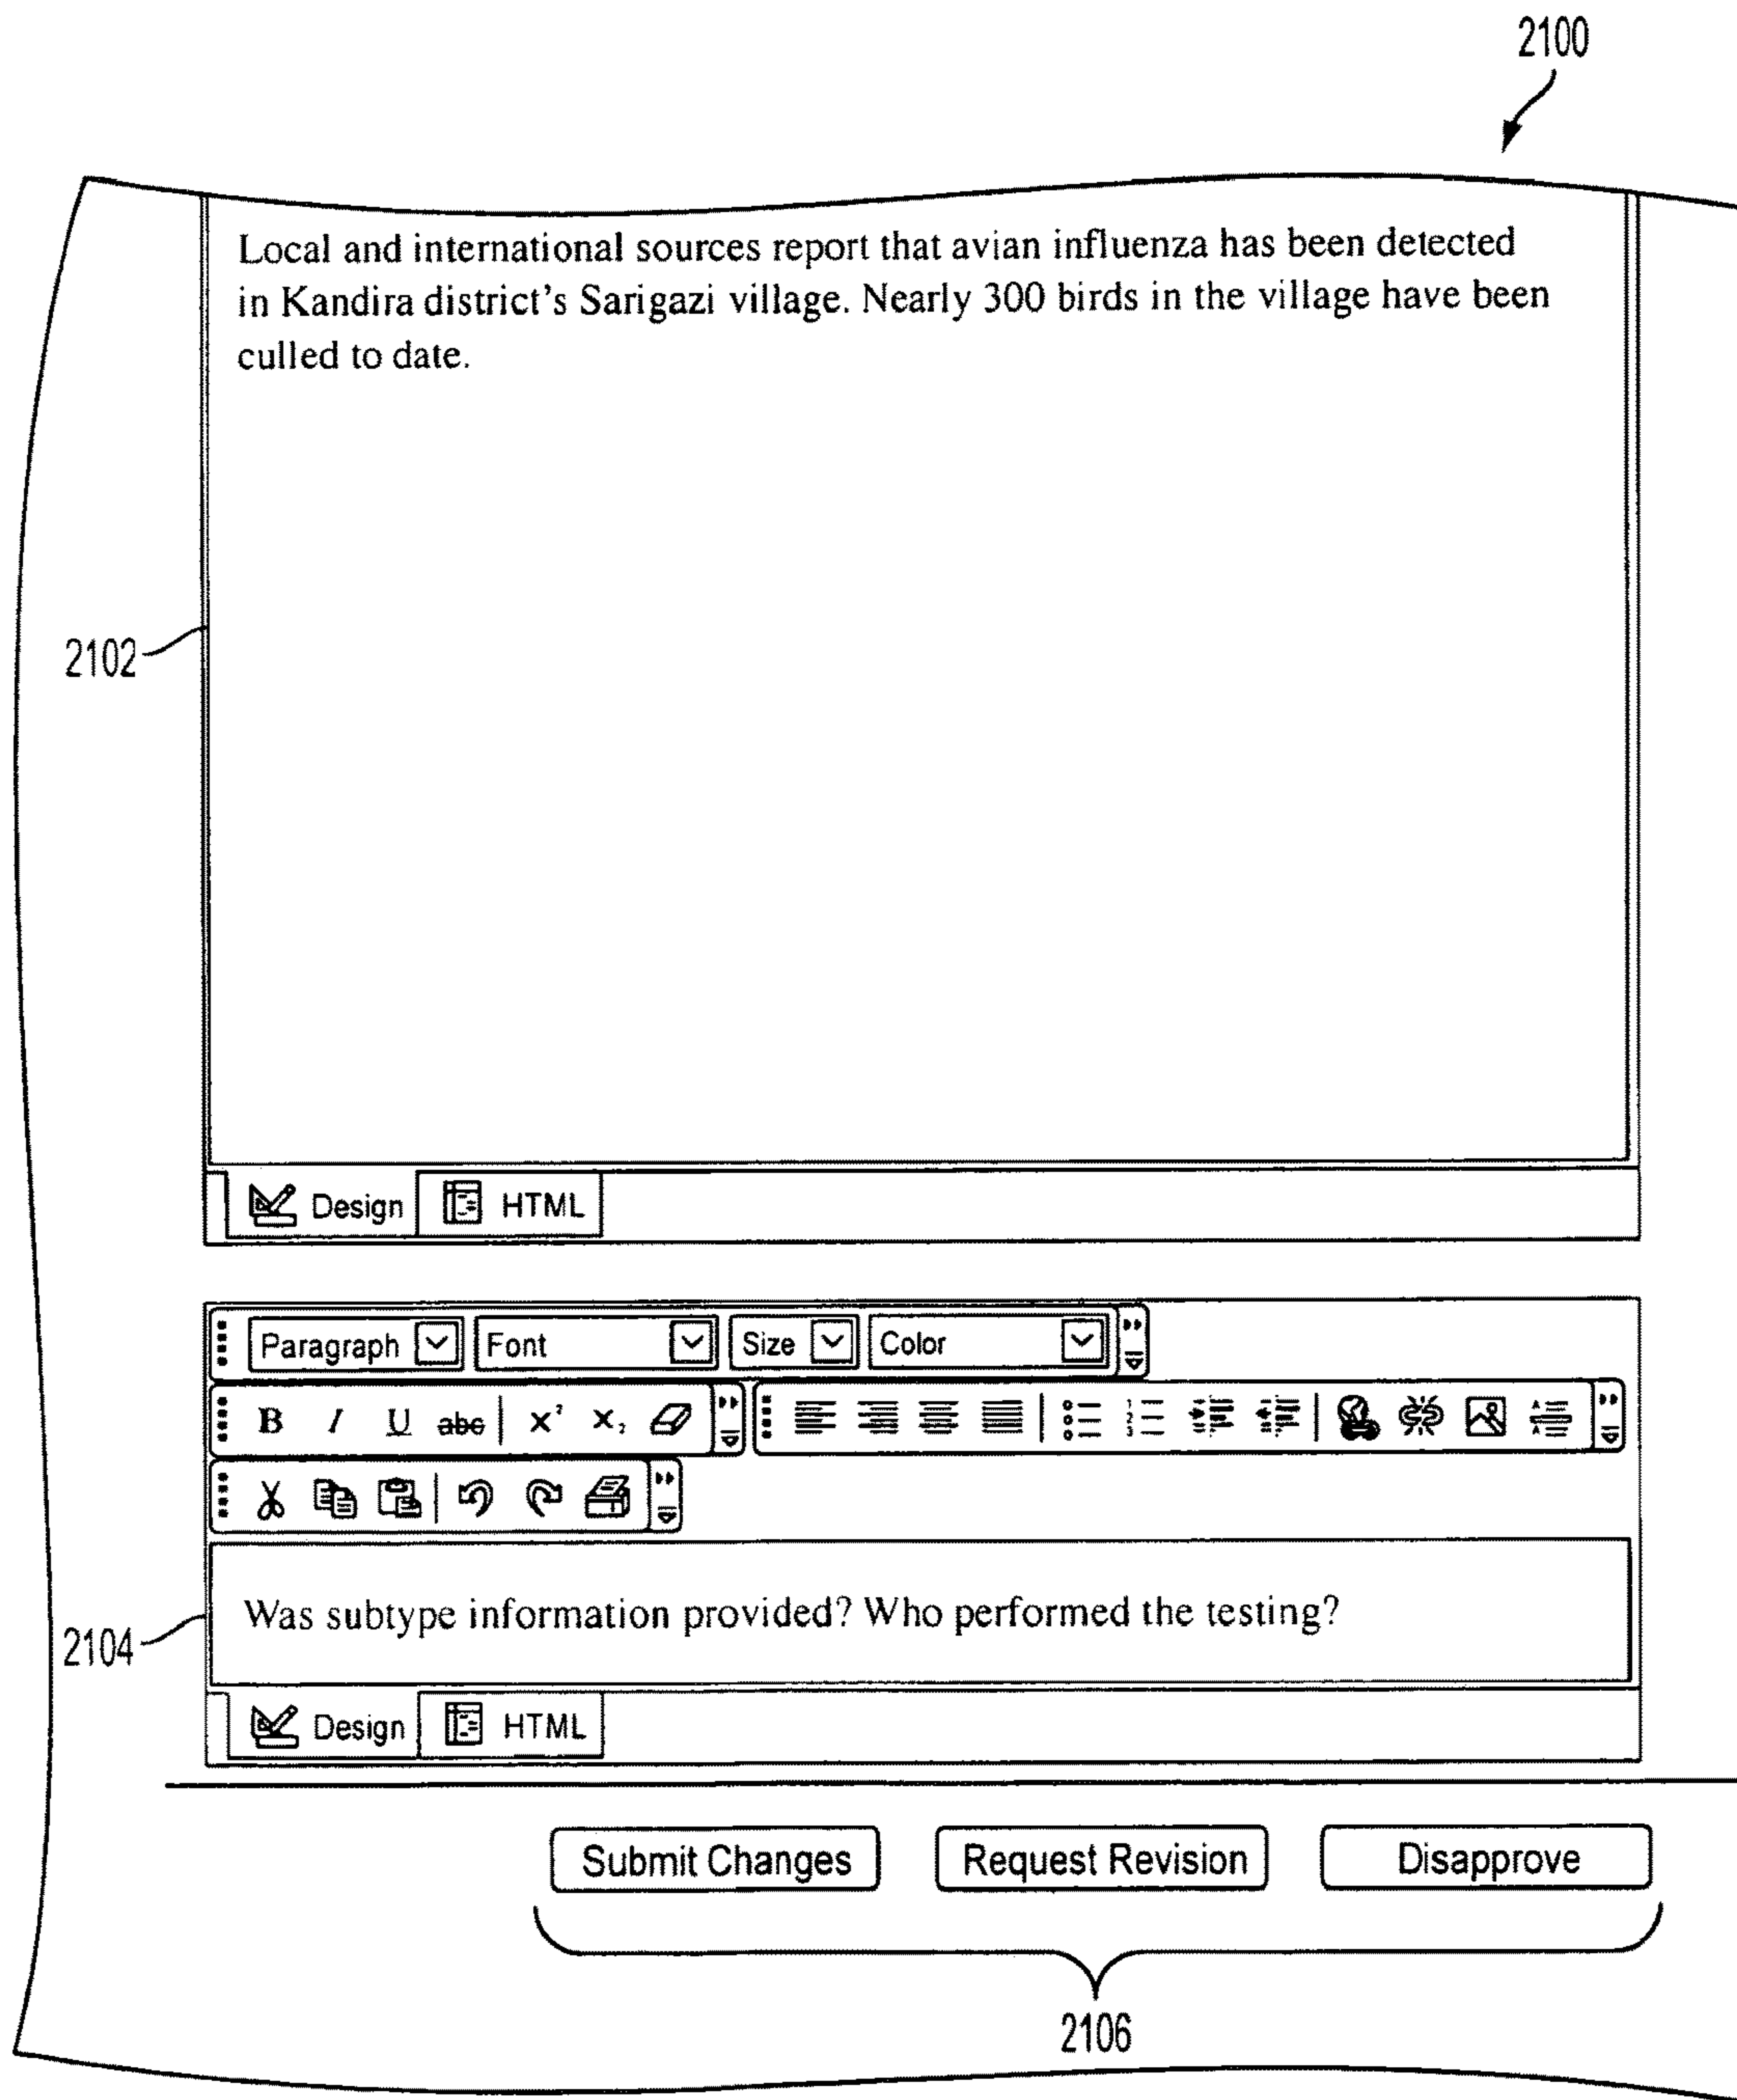 2100
Local and international sources report that avian influenza has been detected
in Kandira district's Sarigazi village. Nearly 300 birds in the village have been
culled to date.
2102
Design HTML
Paragraph Font Size Color
B I U abc x² x₂
2104
Was subtype information provided? Who performed the testing?
Design HTML
Submit Changes Request Revision Disapprove
2106